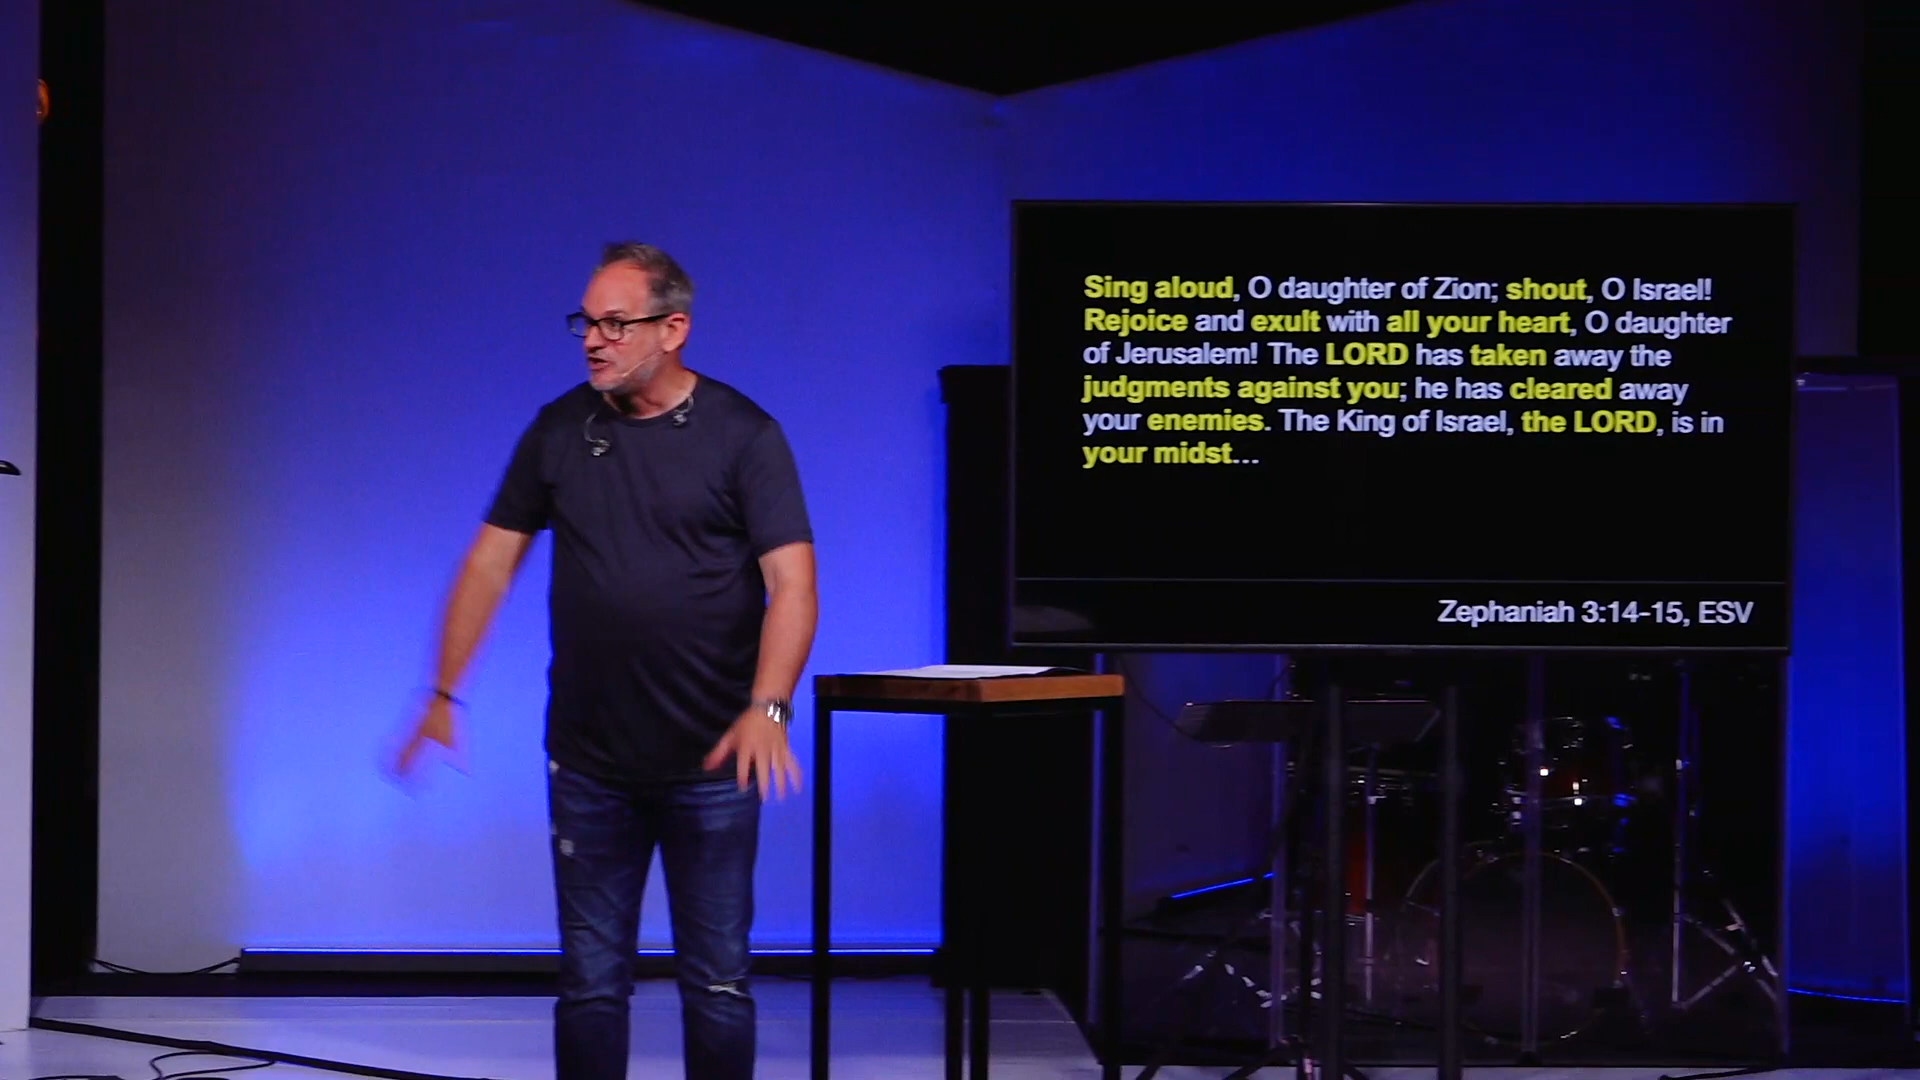 Sing aloud, O daughter of Zion; shout, O Israel!
Rejoice and exult with all your heart, O daughter
of Jerusalem! The LORD has taken away the
judgments against you; he has cleared away
your enemies. The King of Israel, the LORD, is in
your midst…
Zephaniah 3:14-15, ESV